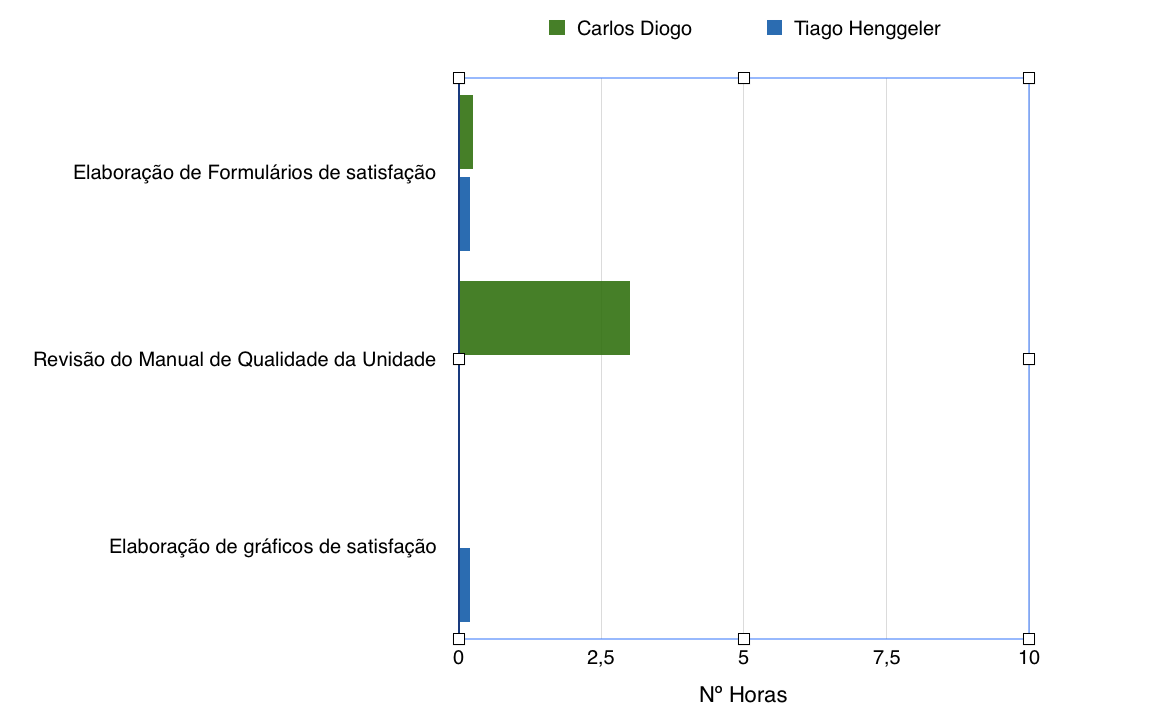 Carlos Diogo
Tiago Henggeler
Elaboração de Formulários de satisfação
Revisão do Manual de Qualidade da Unidade
Elaboração de gráficos de satisfação
0 2,5 5 7,5 10
Nº Horas